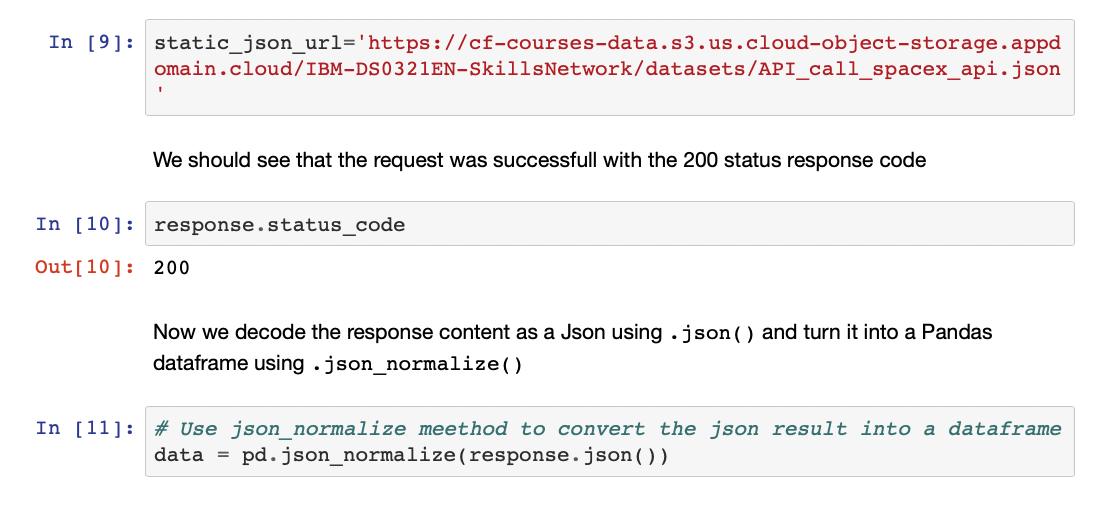 In [9]: static_json_url='https://cf-courses-data.s3.us.cloud-object-storage.appd
omain.cloud/IBM-DS0321EN-SkillsNetwork/datasets/API_call_spacex_api.json
'
We should see that the request was successfull with the 200 status response code
In [10]: response.status_code
Out[10]: 200
Now we decode the response content as a Json using .json() and turn it into a Pandas
dataframe using .json_normalize()
In [11]: # Use json_normalize meethod to convert the json result into a dataframe
data = pd.json_normalize(response.json())